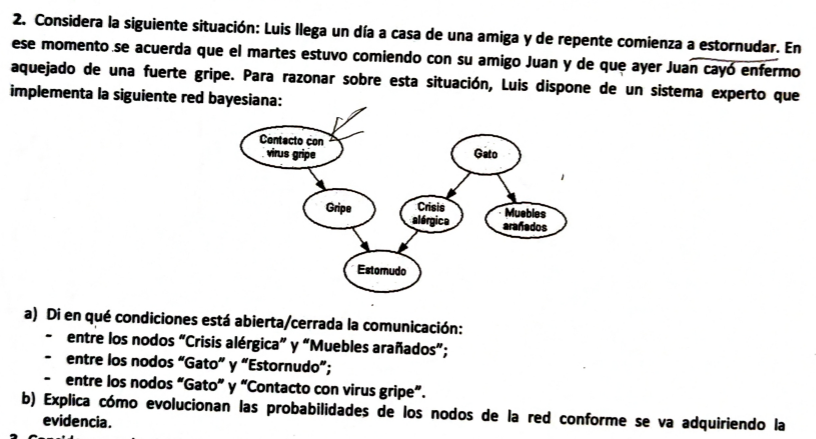 2. Considera la siguiente situación: Luis llega un día a casa de una amiga y de repente comienza a estornudar. En
ese momento se acuerda que el martes estuvo comiendo con su amigo Juan y de que ayer Juan cayó enfermo
aquejado de una fuerte gripe. Para razonar sobre esta situación, Luis dispone de un sistema experto que
implementa la siguiente red bayesiana:
Contacto con
virus gripe
Gato
Gripe
Crisis
alérgica
Muebles
arañados
Estornudo
a) Di en qué condiciones está abierta/cerrada la comunicación:
- entre los nodos “Crisis alérgica” y “Muebles arañados”;
- entre los nodos “Gato” y “Estornudo”;
- entre los nodos “Gato” y “Contacto con virus gripe”.
b) Explica cómo evolucionan las probabilidades de los nodos de la red conforme se va adquiriendo la
evidencia.